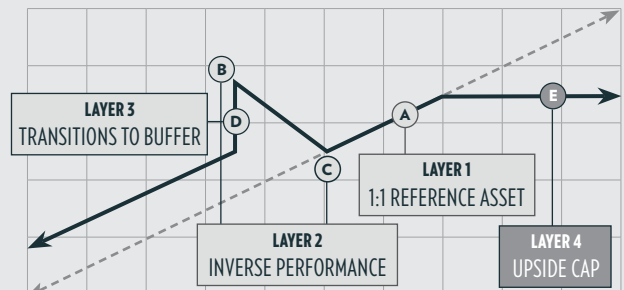 B
LAYER 3
TRANSITIONS TO BUFFER
D
A
E
C
LAYER 1
1:1 REFERENCE ASSET
LAYER 2
INVERSE PERFORMANCE
LAYER 4
UPSIDE CAP